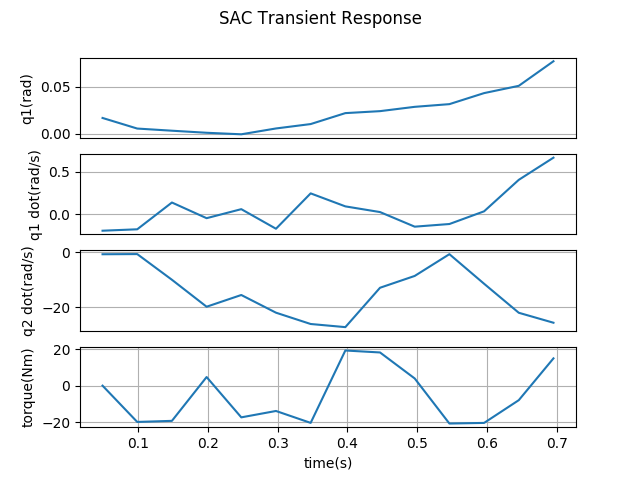 SAC Transient Response
q1(rad)
0.05
0.00
q1 dot(rad/s)
0.5
0.0
q2 dot(rad/s)
0
−20
torque(Nm)
20
0
−20
0.1 0.2 0.3 0.4 0.5 0.6 0.7
time(s)